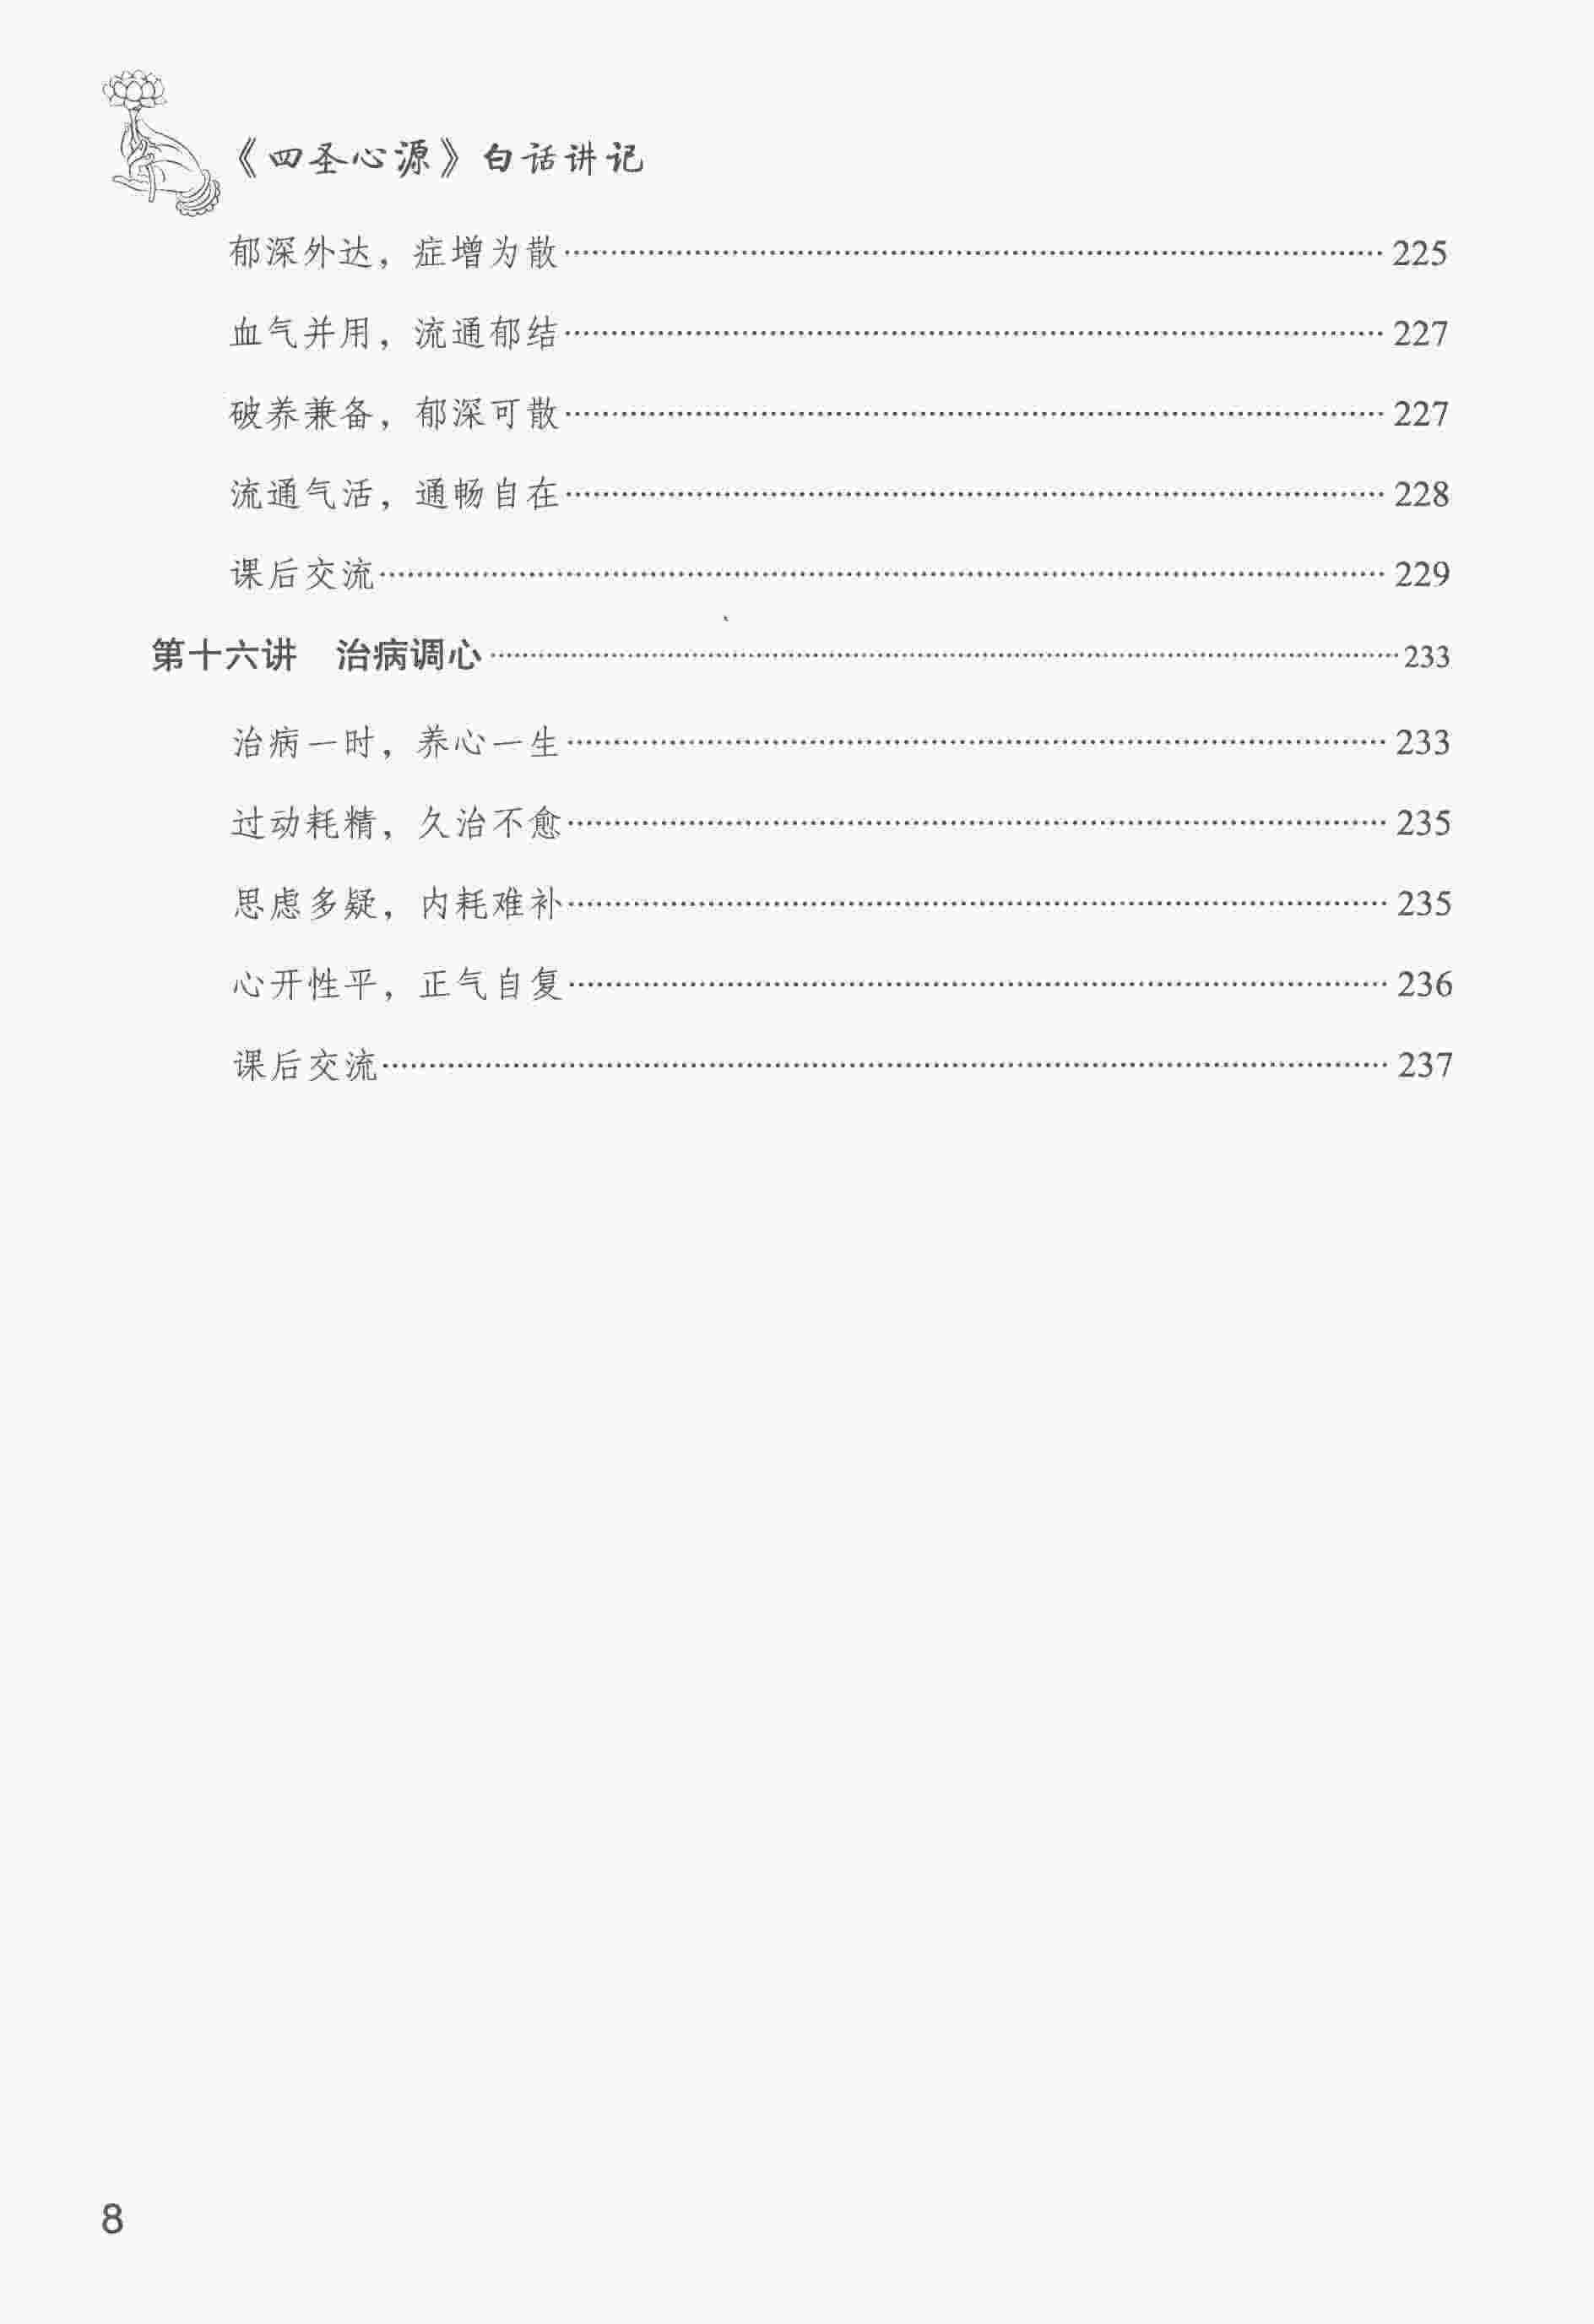 《四圣心源》白话讲记
郁深外达，症增为散…… 225
血气并用，流通郁结…… 227
破养兼备，郁深可散…… 227
流通气活，通畅自在…… 228
课后交流…… 229
第十六讲　治病调心…… 233
治病一时，养心一生…… 233
过动耗精，久治不愈…… 235
思虑多疑，内耗难补…… 235
心开性平，正气自复…… 236
课后交流…… 237
8